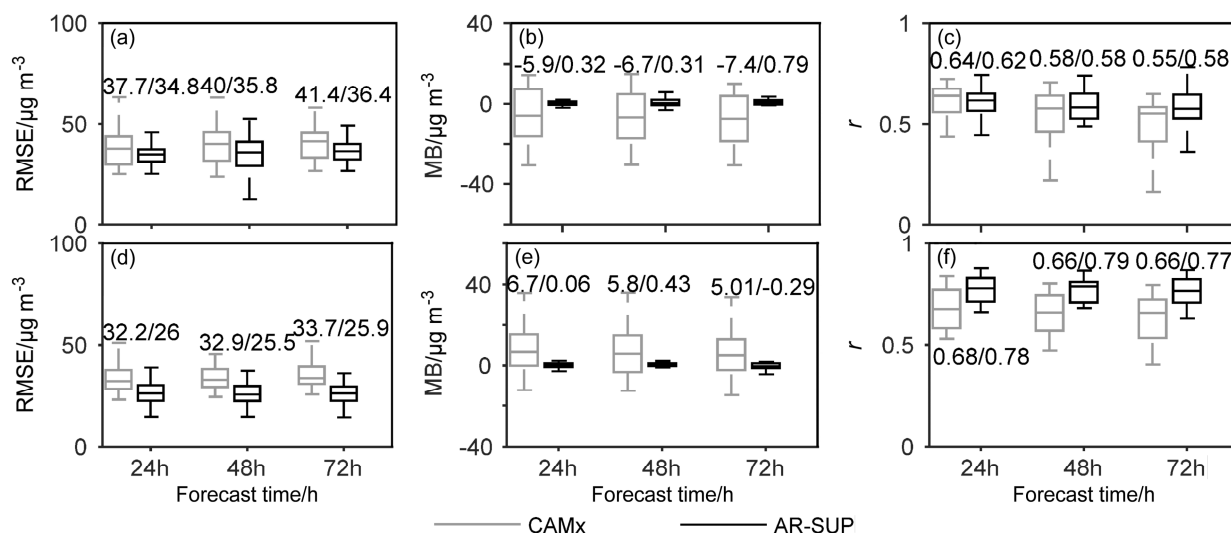 (a)
RMSE/µg m-3
100
50
0
37.7/34.8
40/35.8
41.4/36.4
(b)
MB/µg m-3
40
0
-40
-5.9/0.32
-6.7/0.31
-7.4/0.79
(c)
r
1
0.5
0
0.64/0.62
0.58/0.58
0.55/0.58
(d)
RMSE/µg m-3
100
50
0
32.2/26
32.9/25.5
33.7/25.9
24h
48h
72h
Forecast time/h
(e)
MB/µg m-3
40
0
-40
6.7/0.06
5.8/0.43
5.01/-0.29
24h
48h
72h
Forecast time/h
(f)
r
1
0.5
0
0.68/0.78
0.66/0.79
0.66/0.77
24h
48h
72h
Forecast time/h
CAMx
AR-SUP